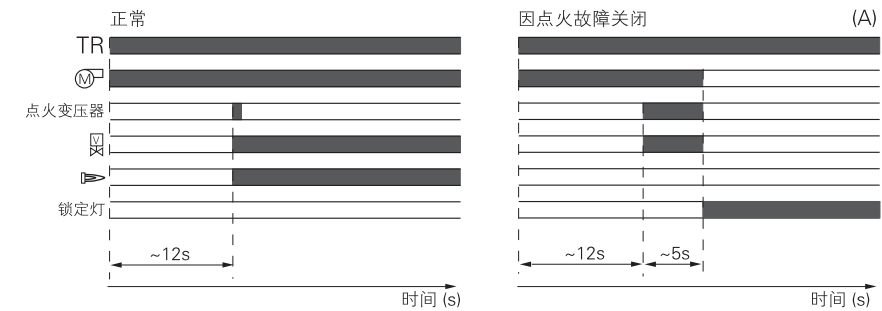 正常
因点火故障关闭 (A)
TR
M
点火变压器
V
锁定灯
~12s
~12s
~5s
时间 (s)
时间 (s)